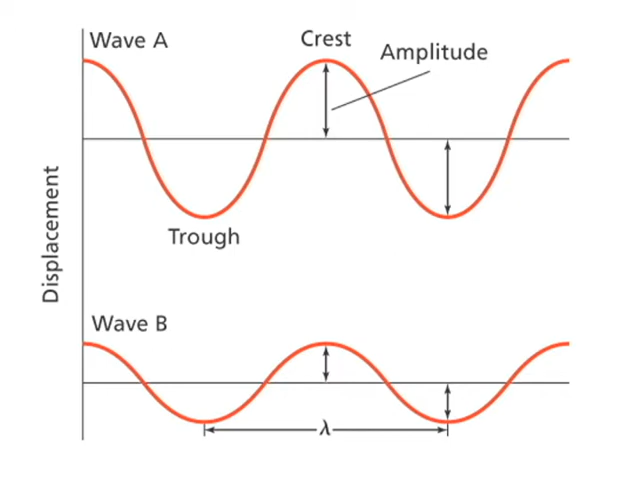 Wave A
Crest
Amplitude
Trough
Displacement
Wave B
λ